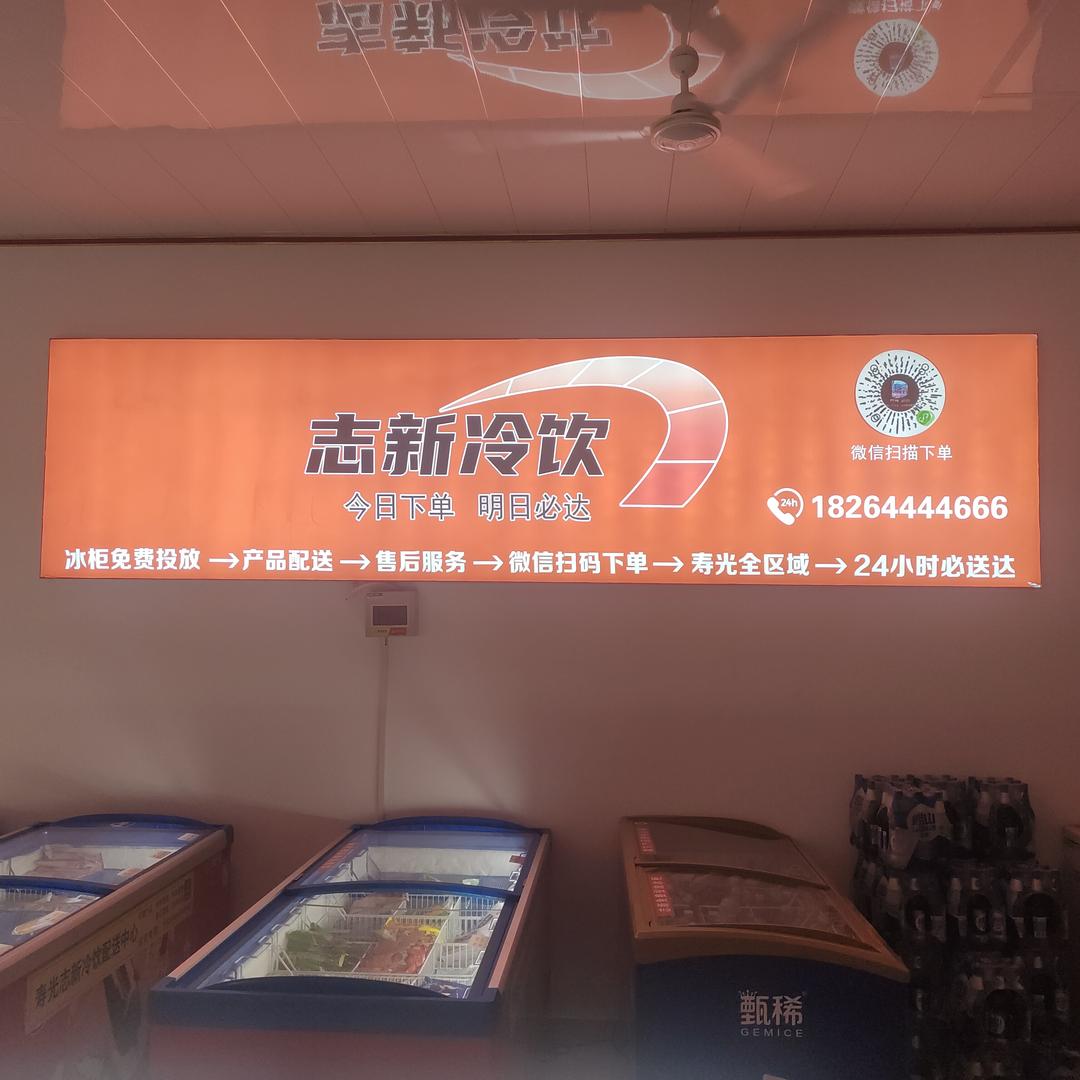 志新冷饮
今日下单 明日必达
微信扫描下单
24h 18264444666
冰柜免费投放→产品配送→售后服务→微信扫码下单→寿光全区域→24小时必送达
寿光志新冷饮配送中心
甄稀
GEMICE